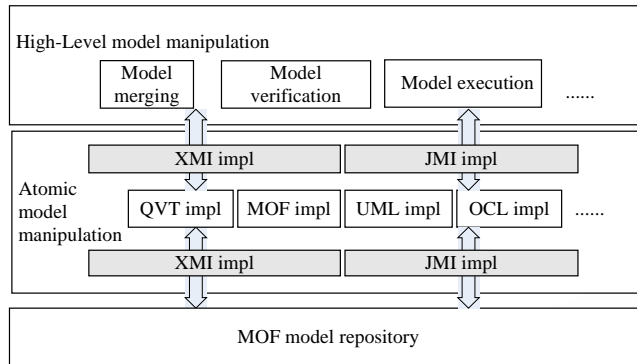 High-Level model manipulation
Model
merging
Model
verification
Model execution
......
XMI impl
JMI impl
Atomic
model
manipulation
QVT impl
MOF impl
UML impl
OCL impl
......
XMI impl
JMI impl
MOF model repository